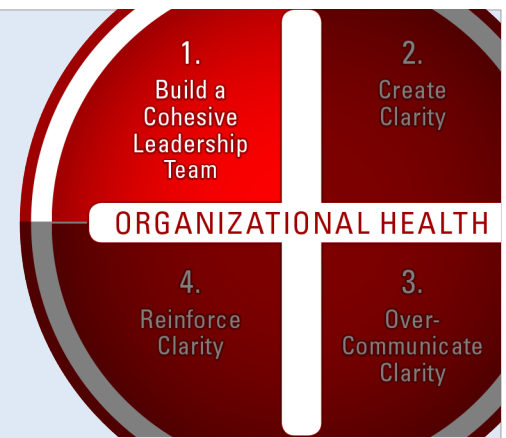 1.
Build a
Cohesive
Leadership
Team
2.
Create
Clarity
ORGANIZATIONAL HEALTH
4.
Reinforce
Clarity
3.
Over-
Communicate
Clarity